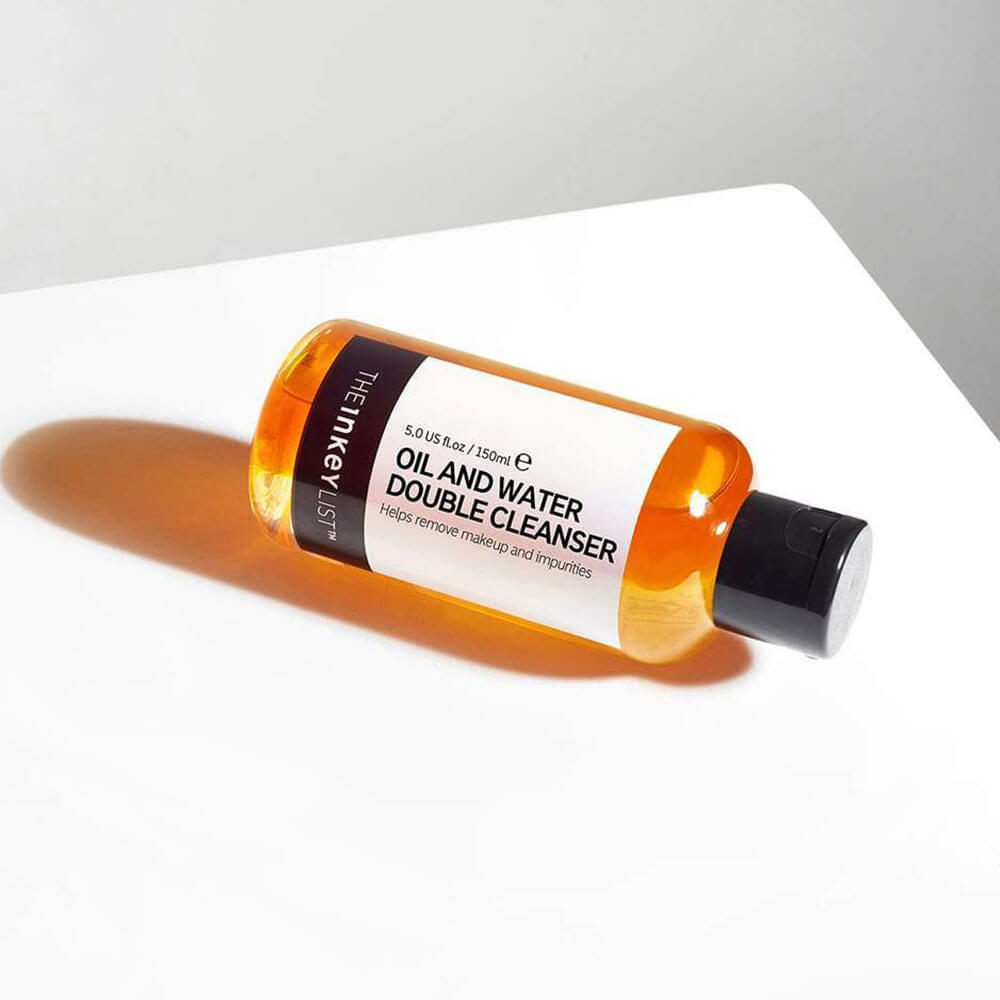 THE INKEY LIST™
5.0 US fl.oz / 150ml ℮
OIL AND WATER
DOUBLE CLEANSER
Helps remove makeup and impurities